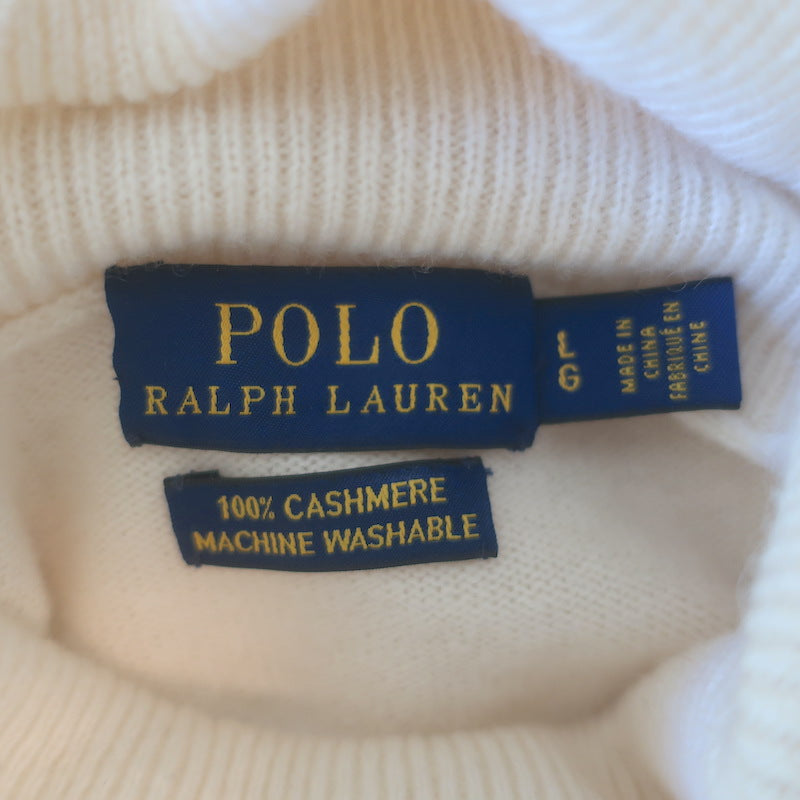 POLO
RALPH LAUREN
L
G
MADE IN
CHINA
FABRIQUÉ EN
CHINE
100% CASHMERE
MACHINE WASHABLE